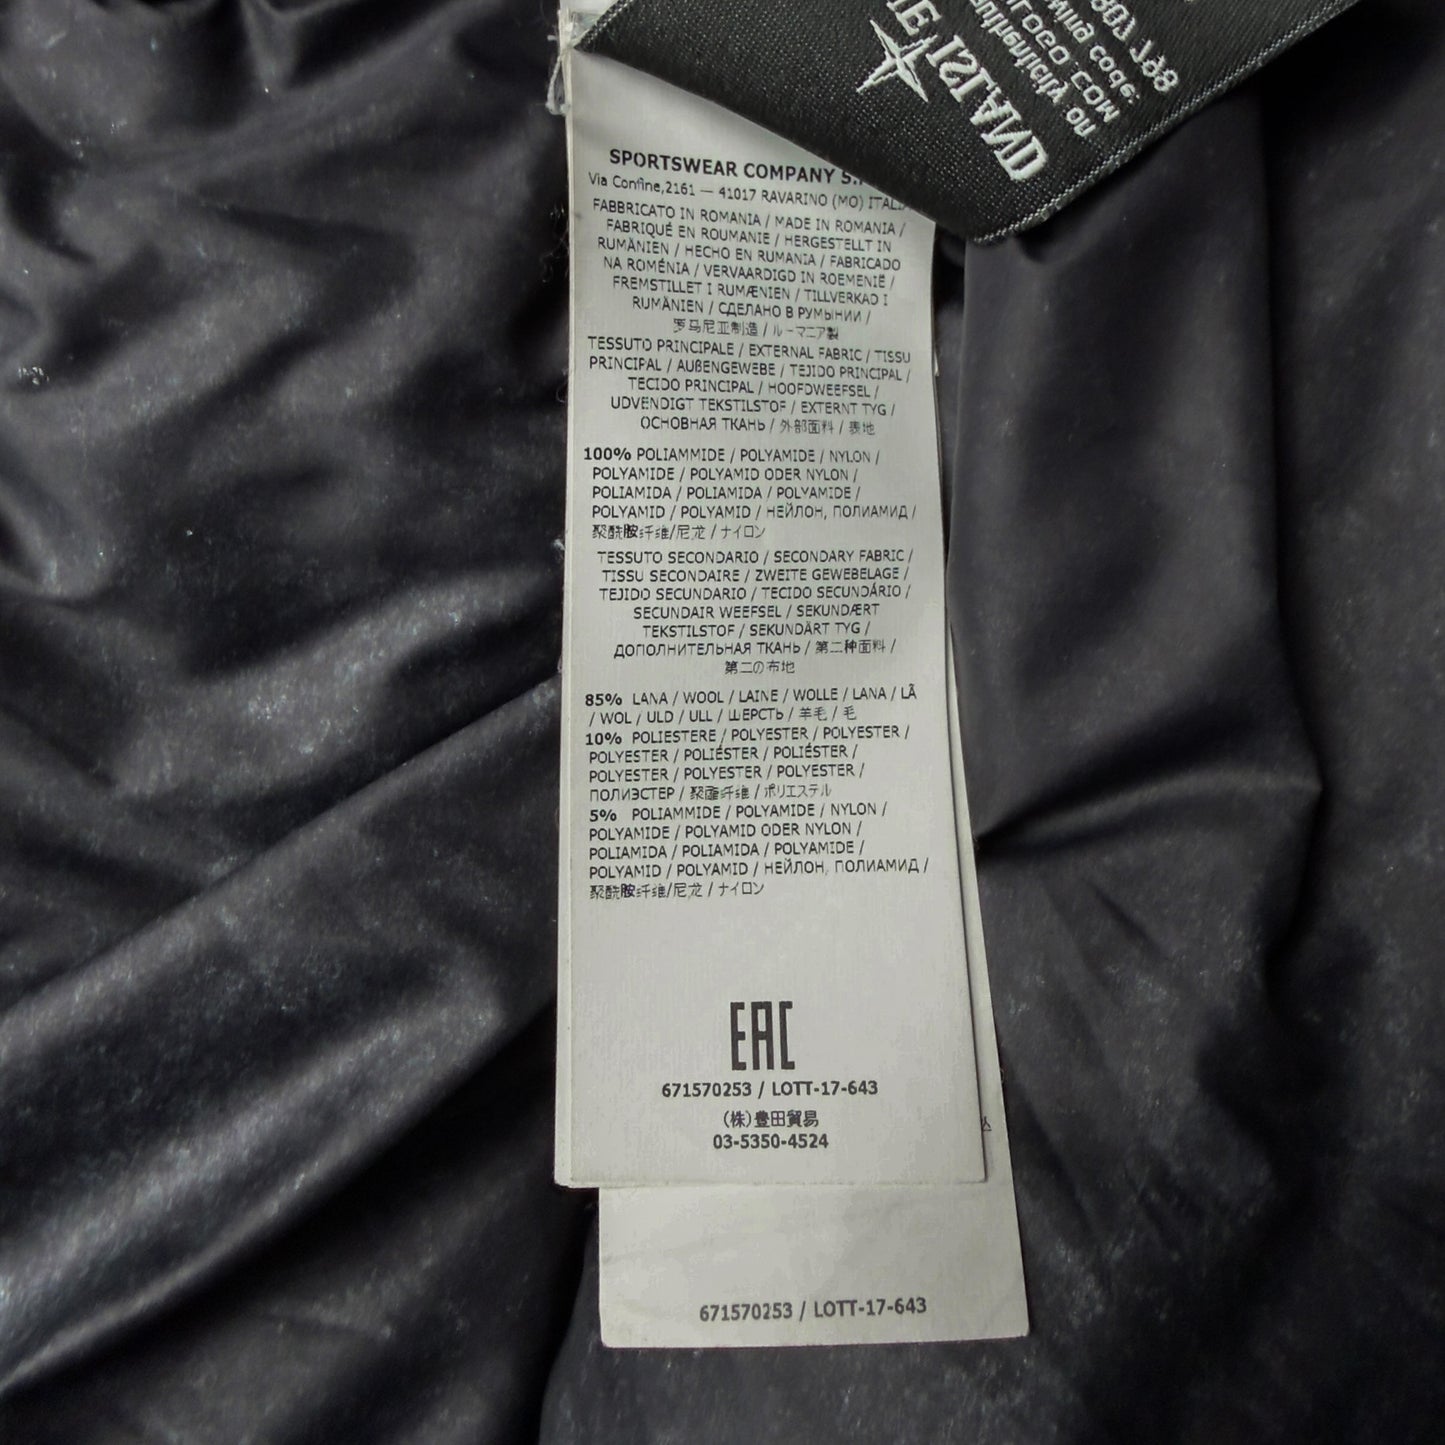 SPORTSWEAR COMPANY
Via Confine,2161 — 41017 RAVARINO (MO)
FABBRICATO IN ROMANIA / MADE IN ROMANIA /
FABRIQUÉ EN ROUMANIE / HERGESTELLT IN
RUMÄNIEN / HECHO EN RUMANIA / FABRICADO
NA ROMÉNIA / VERVAARDIGD IN ROEMENIË /
FREMSTILLET I RUMÆNIEN / TILLVERKAD I
RUMÄNIEN / СДЕЛАНО В РУМЫНИИ /
罗马尼亚制造 / ルーマニア製
TESSUTO PRINCIPALE / EXTERNAL FABRIC / TISSU
PRINCIPAL / AUßENGEWEBE / TEJIDO PRINCIPAL /
TECIDO PRINCIPAL / HOOFDWEEFSEL /
UDVENDIGT TEKSTILSTOF / EXTERNT TYG /
ОСНОВНАЯ ТКАНЬ / 外部面料 / 表地
100% POLIAMMIDE / POLYAMIDE / NYLON /
POLYAMIDE / POLYAMID ODER NYLON /
POLIAMIDA / POLIAMIDA / POLYAMIDE /
POLYAMID / POLYAMID / НЕЙЛОН, ПОЛИАМИД /
聚酰胺纤维/尼龙 / ナイロン
TESSUTO SECONDARIO / SECONDARY FABRIC /
TISSU SECONDAIRE / ZWEITE GEWEBELAGE /
TEJIDO SECUNDARIO / TECIDO SECUNDÁRIO /
SECUNDAIR WEEFSEL / SEKUNDÆRT
TEKSTILSTOF / SEKUNDÄRT TYG /
ДОПОЛНИТЕЛЬНАЯ ТКАНЬ / 第二种面料 /
第二の布地
85% LANA / WOOL / LAINE / WOLLE / LANA / LÃ
/ WOL / ULD / ULL / ШЕРСТЬ / 羊毛 / 毛
10% POLIESTERE / POLYESTER / POLYESTER /
POLYESTER / POLIÉSTER / POLIÉSTER /
POLYESTER / POLYESTER / POLYESTER /
ПОЛИЭСТЕР / 聚酯纤维 / ポリエステル
5% POLIAMMIDE / POLYAMIDE / NYLON /
POLYAMIDE / POLYAMID ODER NYLON /
POLIAMIDA / POLIAMIDA / POLYAMIDE /
POLYAMID / POLYAMID / НЕЙЛОН, ПОЛИАМИД /
聚酰胺纤维/尼龙 / ナイロン
EAC
671570253 / LOTT-17-643
(株)豊田貿易
03-5350-4524
671570253 / LOTT-17-643